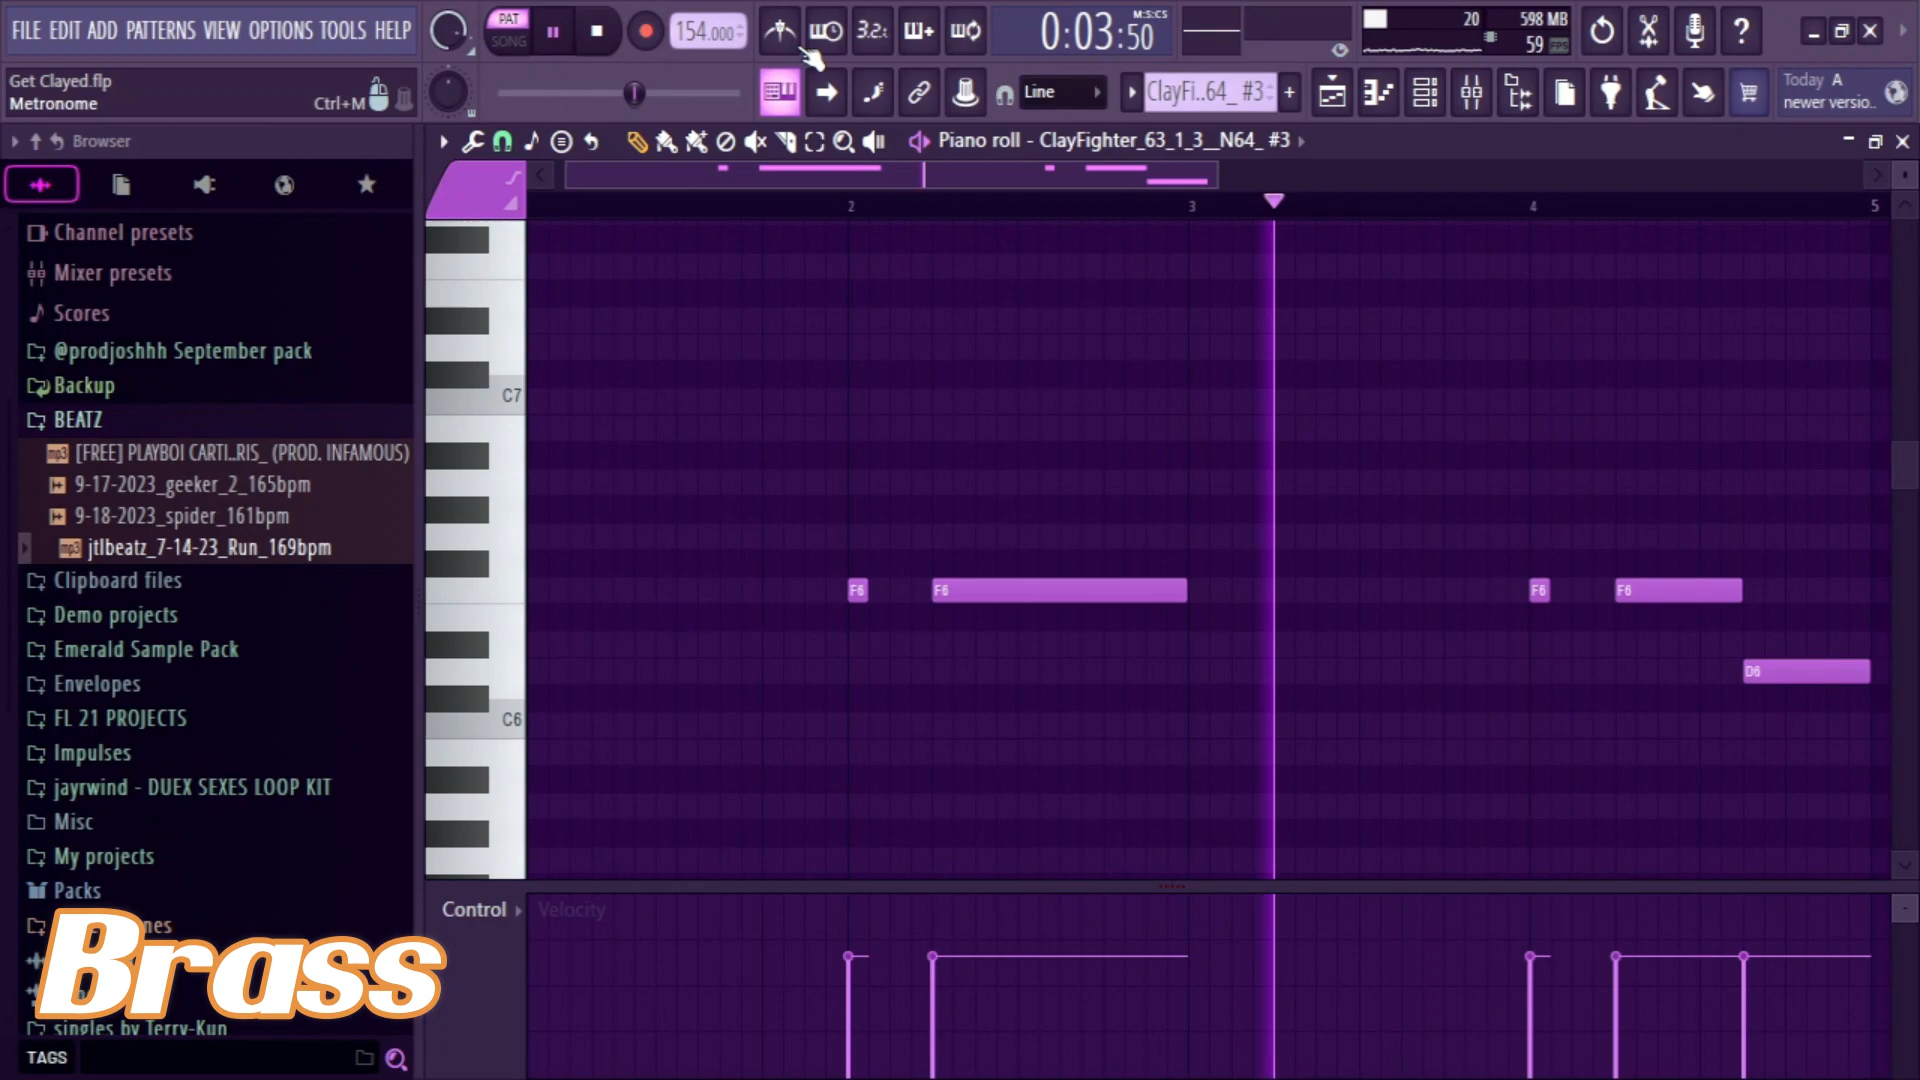 FILE EDIT ADD PATTERNS VIEW OPTIONS TOOLS HELP
PAT
SONG
154.000
3.2.
0:03:50
M:S:CS
20
598 MB
59
FPS
Get Clayed.flp
Metronome
Ctrl+M
Line
ClayFi..64_ #3
Today A
newer versio..
Browser
Piano roll - ClayFighter_63_1_3__N64_ #3
2
3
4
5
Channel presets
Mixer presets
Scores
@prodjoshhh September pack
Backup
BEATZ
[FREE] PLAYBOI CARTI..RIS_ (PROD. INFAMOUS)
9-17-2023_geeker_2_165bpm
9-18-2023_spider_161bpm
jtlbeatz_7-14-23_Run_169bpm
Clipboard files
Demo projects
Emerald Sample Pack
Envelopes
FL 21 PROJECTS
Impulses
jayrwind - DUEX SEXES LOOP KIT
Misc
My projects
Packs
singles by Terry-Kun
TAGS
C7
C6
F6
F6
F6
F6
D6
Control
Velocity
Brass